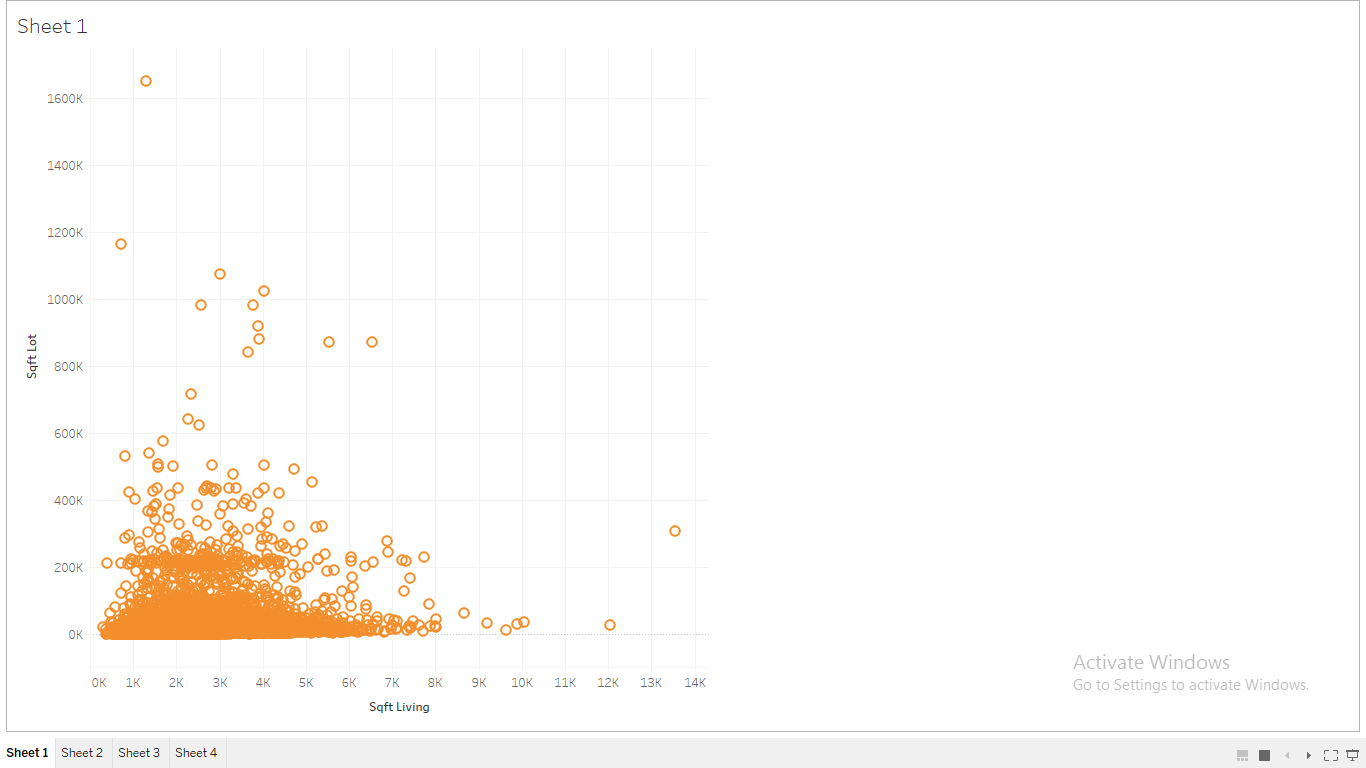 Sheet 1
1600K
1400K
1200K
1000K
800K
600K
400K
200K
0K
Sqft Lot
0K 1K 2K 3K 4K 5K 6K 7K 8K 9K 10K 11K 12K 13K 14K
Sqft Living
Activate Windows
Go to Settings to activate Windows.
Sheet 1 Sheet 2 Sheet 3 Sheet 4